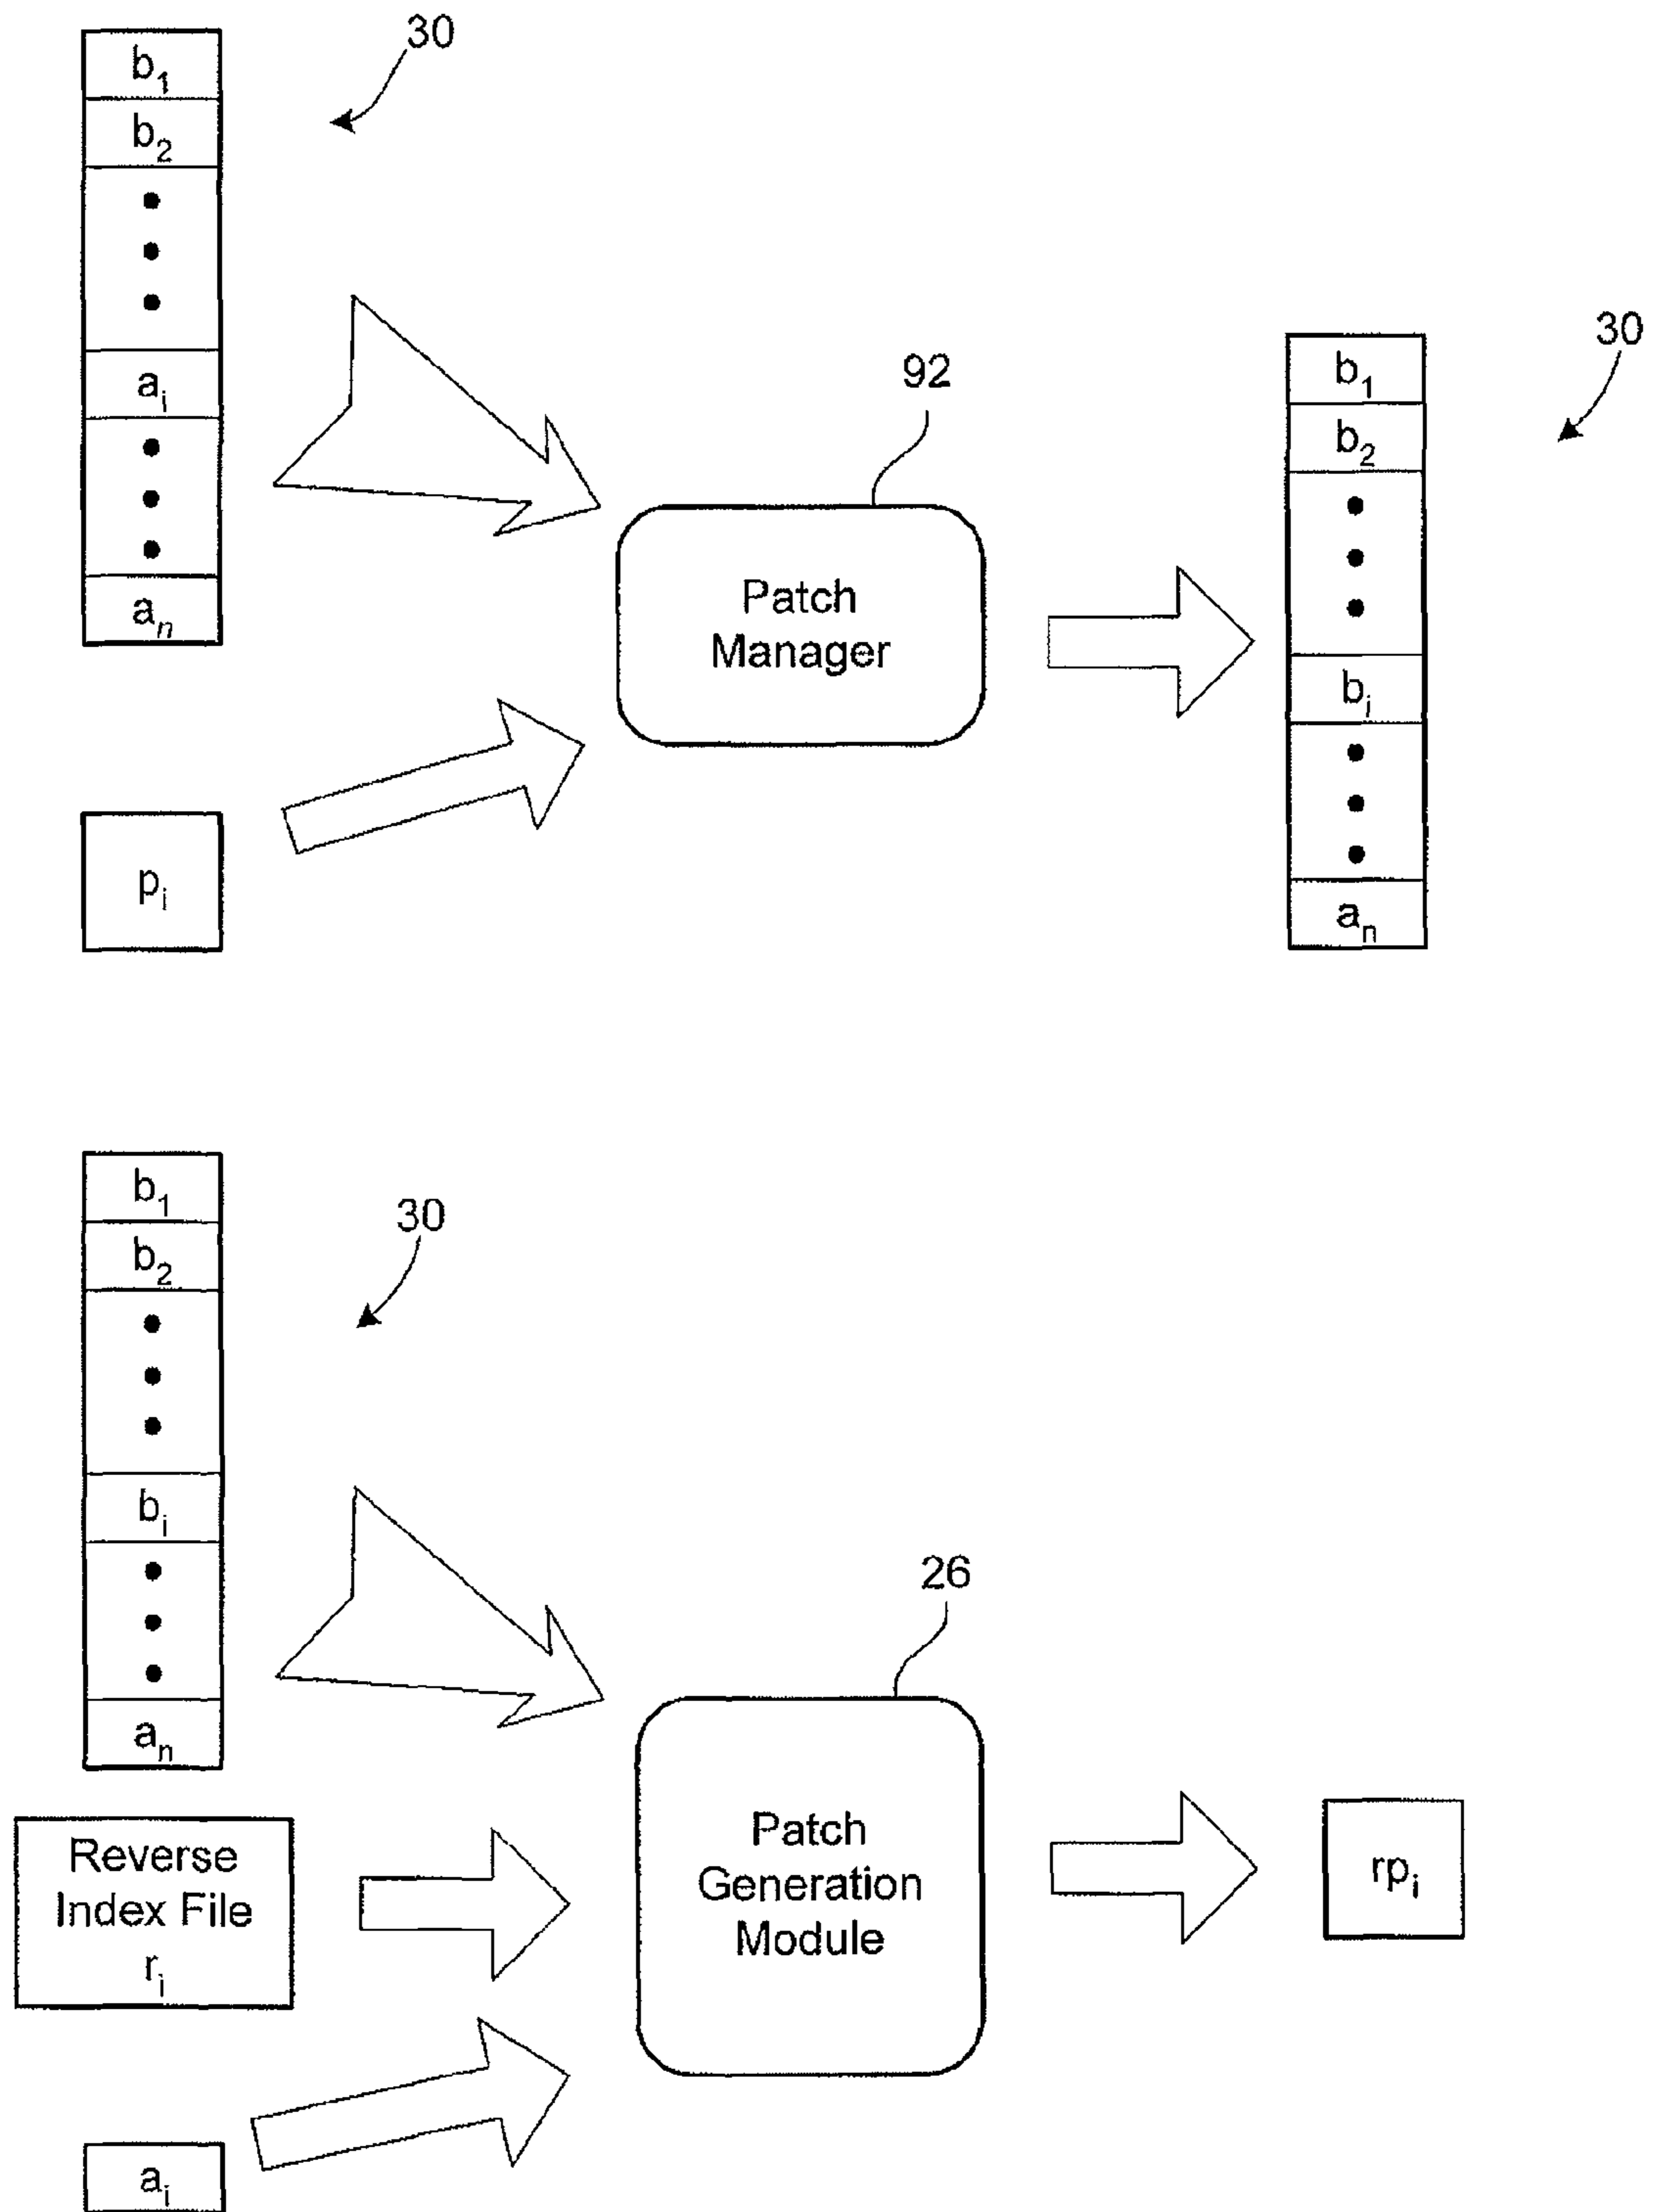 30
b₁
b₂
aᵢ
aₙ
92
Patch
Manager
pᵢ
30
b₁
b₂
bᵢ
aₙ
30
b₁
b₂
bᵢ
aₙ
Reverse
Index File
rᵢ
aᵢ
26
Patch
Generation
Module
rpᵢ